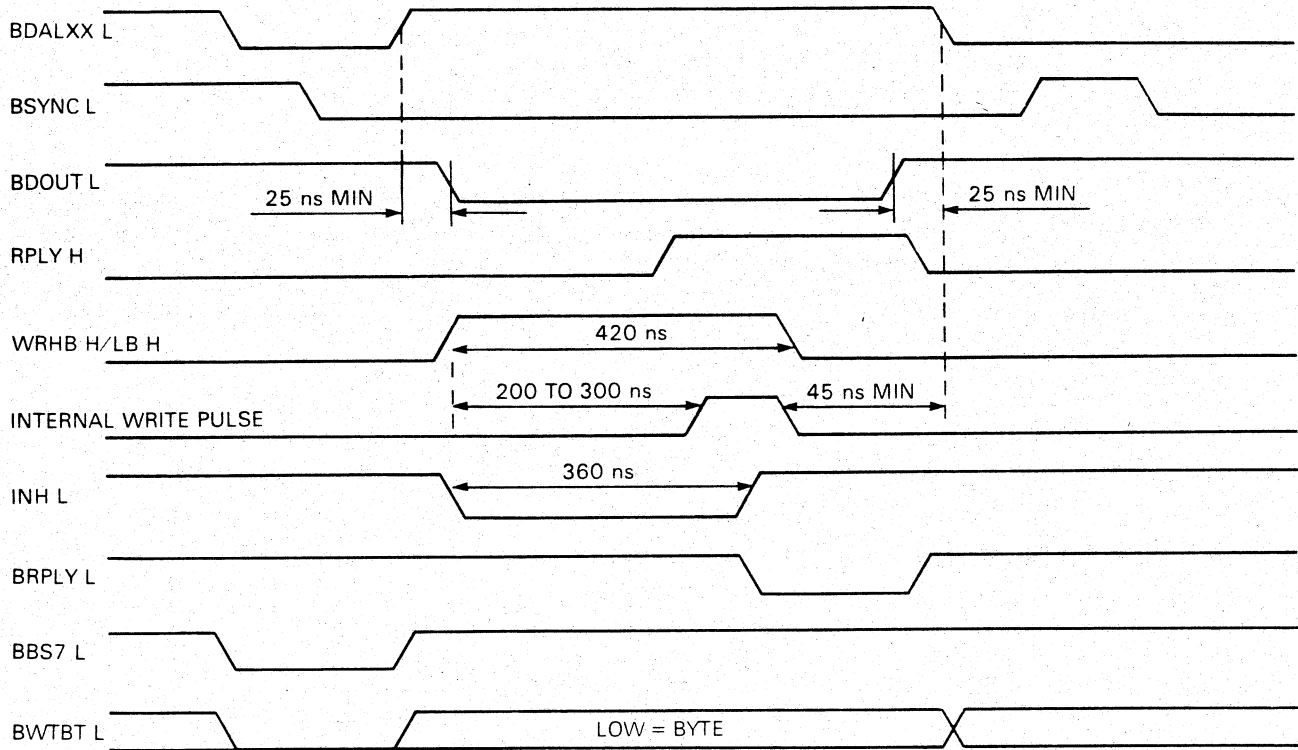 BDALXX L
BSYNC L
BDOUT L
25 ns MIN
25 ns MIN
RPLY H
WRHB H/LB H
420 ns
INTERNAL WRITE PULSE
200 TO 300 ns
45 ns MIN
INH L
360 ns
BRPLY L
BBS7 L
BWTBT L
LOW = BYTE